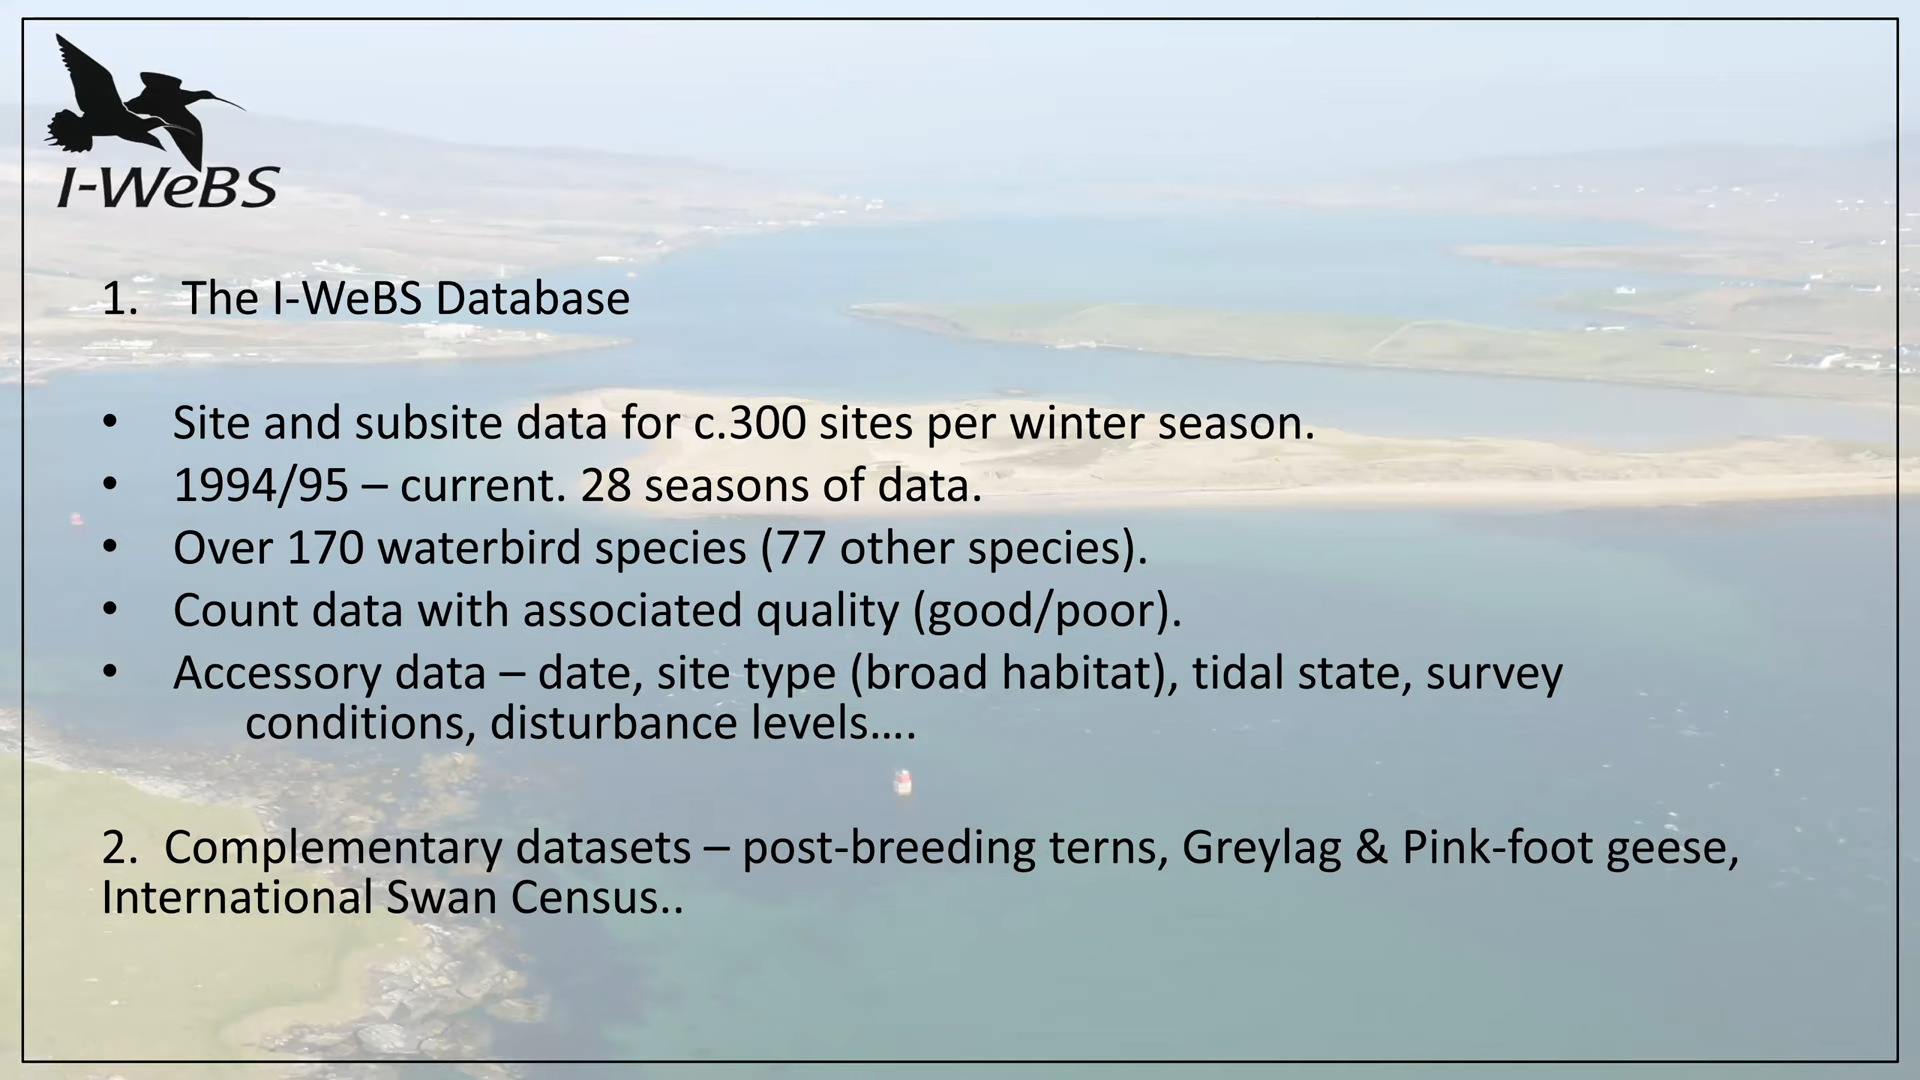 I-WeBS
1. The I-WeBS Database
• Site and subsite data for c.300 sites per winter season.
• 1994/95 – current. 28 seasons of data.
• Over 170 waterbird species (77 other species).
• Count data with associated quality (good/poor).
• Accessory data – date, site type (broad habitat), tidal state, survey
conditions, disturbance levels….
2. Complementary datasets – post-breeding terns, Greylag & Pink-foot geese,
International Swan Census..